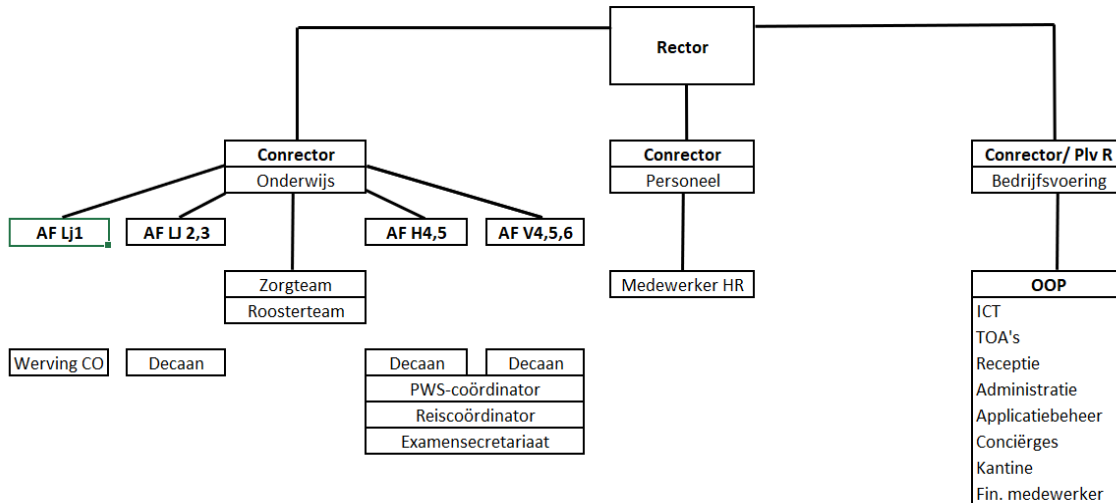 Rector
Conrector
Onderwijs
Conrector
Personeel
Conrector/ Plv R
Bedrijfsvoering
AF Lj1
AF LJ 2,3
AF H4,5
AF V4,5,6
Zorgteam
Roosterteam
Medewerker HR
OOP
ICT
TOA's
Receptie
Administratie
Applicatiebeheer
Conciërges
Kantine
Fin. medewerker
Werving CO
Decaan
Decaan
Decaan
PWS-coördinator
Reiscoördinator
Examensecretariaat